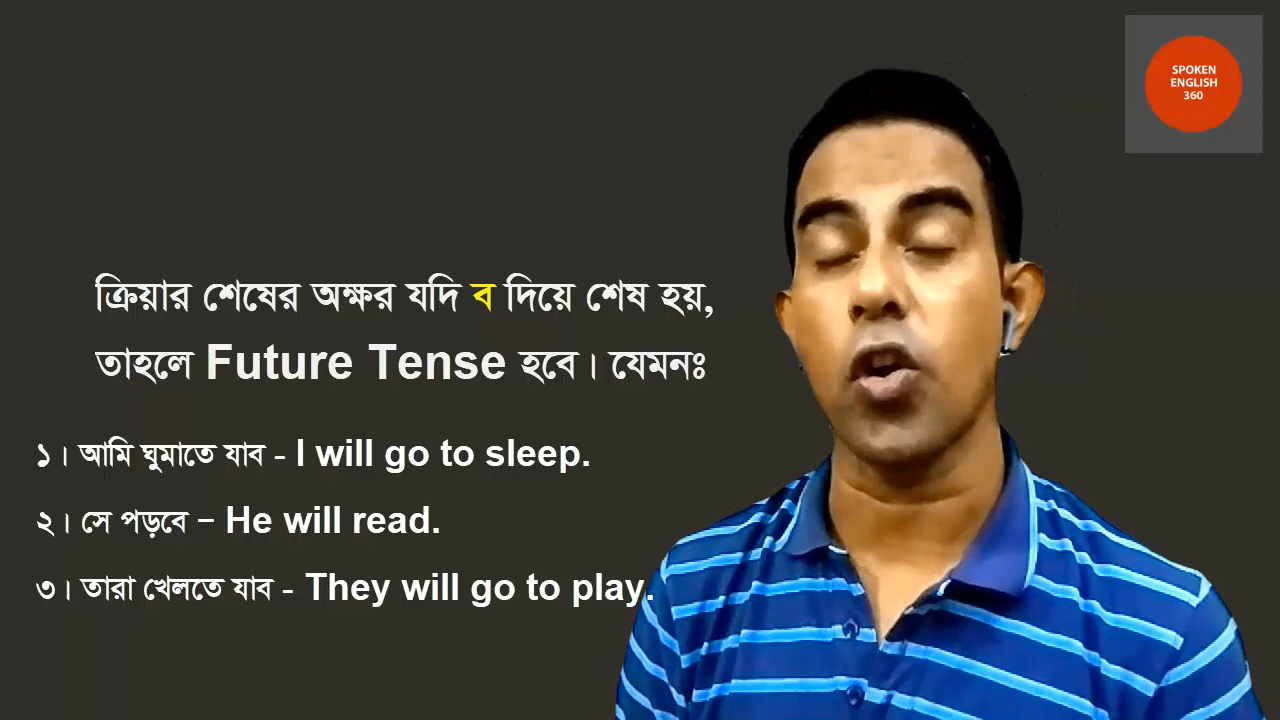 SPOKEN
ENGLISH
360
ক্রিয়ার শেষের অক্ষর যদি ব দিয়ে শেষ হয়,
তাহলে Future Tense হবে। যেমনঃ
১। আমি ঘুমাতে যাব - I will go to sleep.
২। সে পড়বে – He will read.
৩। তারা খেলতে যাব - They will go to play.